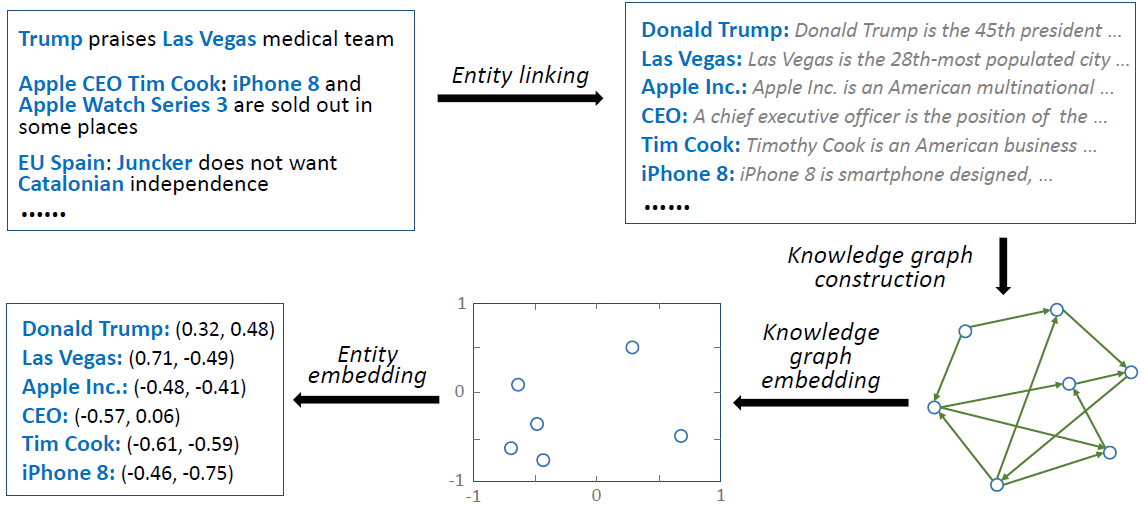 Trump praises Las Vegas medical team
Apple CEO Tim Cook: iPhone 8 and
Apple Watch Series 3 are sold out in
some places
EU Spain: Juncker does not want
Catalonian independence
......
Entity linking
Donald Trump: Donald Trump is the 45th president ...
Las Vegas: Las Vegas is the 28th-most populated city ...
Apple Inc.: Apple Inc. is an American multinational ...
CEO: A chief executive officer is the position of the ...
Tim Cook: Timothy Cook is an American business ...
iPhone 8: iPhone 8 is smartphone designed, ...
......
Knowledge graph
construction
Knowledge
graph
embedding
1
0
-1
-1
0
1
Entity
embedding
Donald Trump: (0.32, 0.48)
Las Vegas: (0.71, -0.49)
Apple Inc.: (-0.48, -0.41)
CEO: (-0.57, 0.06)
Tim Cook: (-0.61, -0.59)
iPhone 8: (-0.46, -0.75)